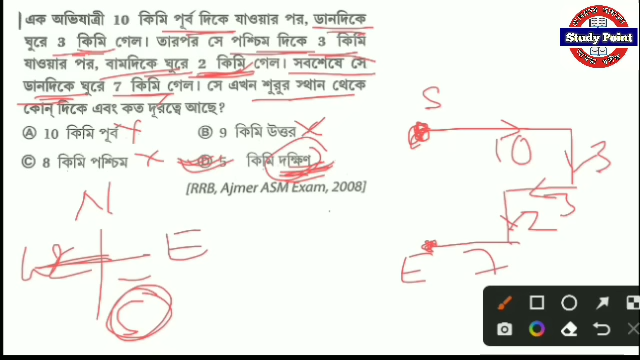 এক অভিযাত্রী 10 কিমি পূর্ব দিকে যাওয়ার পর, ডানদিকে
ঘুরে 3 কিমি গেল। তারপর সে পশ্চিম দিকে 3 কিমি
যাওয়ার পর, বামদিকে ঘুরে 2 কিমি গেল। সবশেষে সে
ডানদিকে ঘুরে 7 কিমি গেল। সে এখন শুরুর স্থান থেকে
কোন্ দিকে এবং কত দূরত্বে আছে?
Ⓐ 10 কিমি পূর্ব Ⓑ 9 কিমি উত্তর
Ⓒ 8 কিমি পশ্চিম Ⓓ 5 কিমি দক্ষিণ
[RRB, Ajmer ASM Exam, 2008]
Study Point
S
10
3
3
2
7
E
N
E